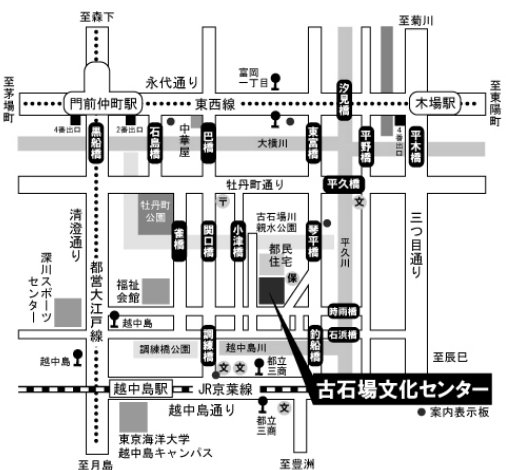 至森下
至菊川
至茅場町
永代通り
富岡
一丁目
汐見橋
至東陽町
門前仲町駅
東西線
木場駅
4番出口
2番出口
4番出口
黒船橋
石島橋
中華屋
巴橋
大横川
東富橋
平野橋
平木橋
牡丹町通り
平久橋
牡丹町
公園
〒
文
古石場川
親水公園
清澄通り
雀橋
関口橋
小津橋
琴平橋
平久川
三つ目通り
都民
住宅
保
深川スポーツ
センター
都営大江戸線
福祉
会館
越中島
時雨橋
石浜橋
調練橋
調練橋公園
越中島川
釣船橋
越中島
文
文
都立
三商
至辰巳
越中島駅
JR京葉線
古石場文化センター
越中島通り
都立
三商
文
案内表示板
東京海洋大学
越中島キャンパス
至月島
至豊洲